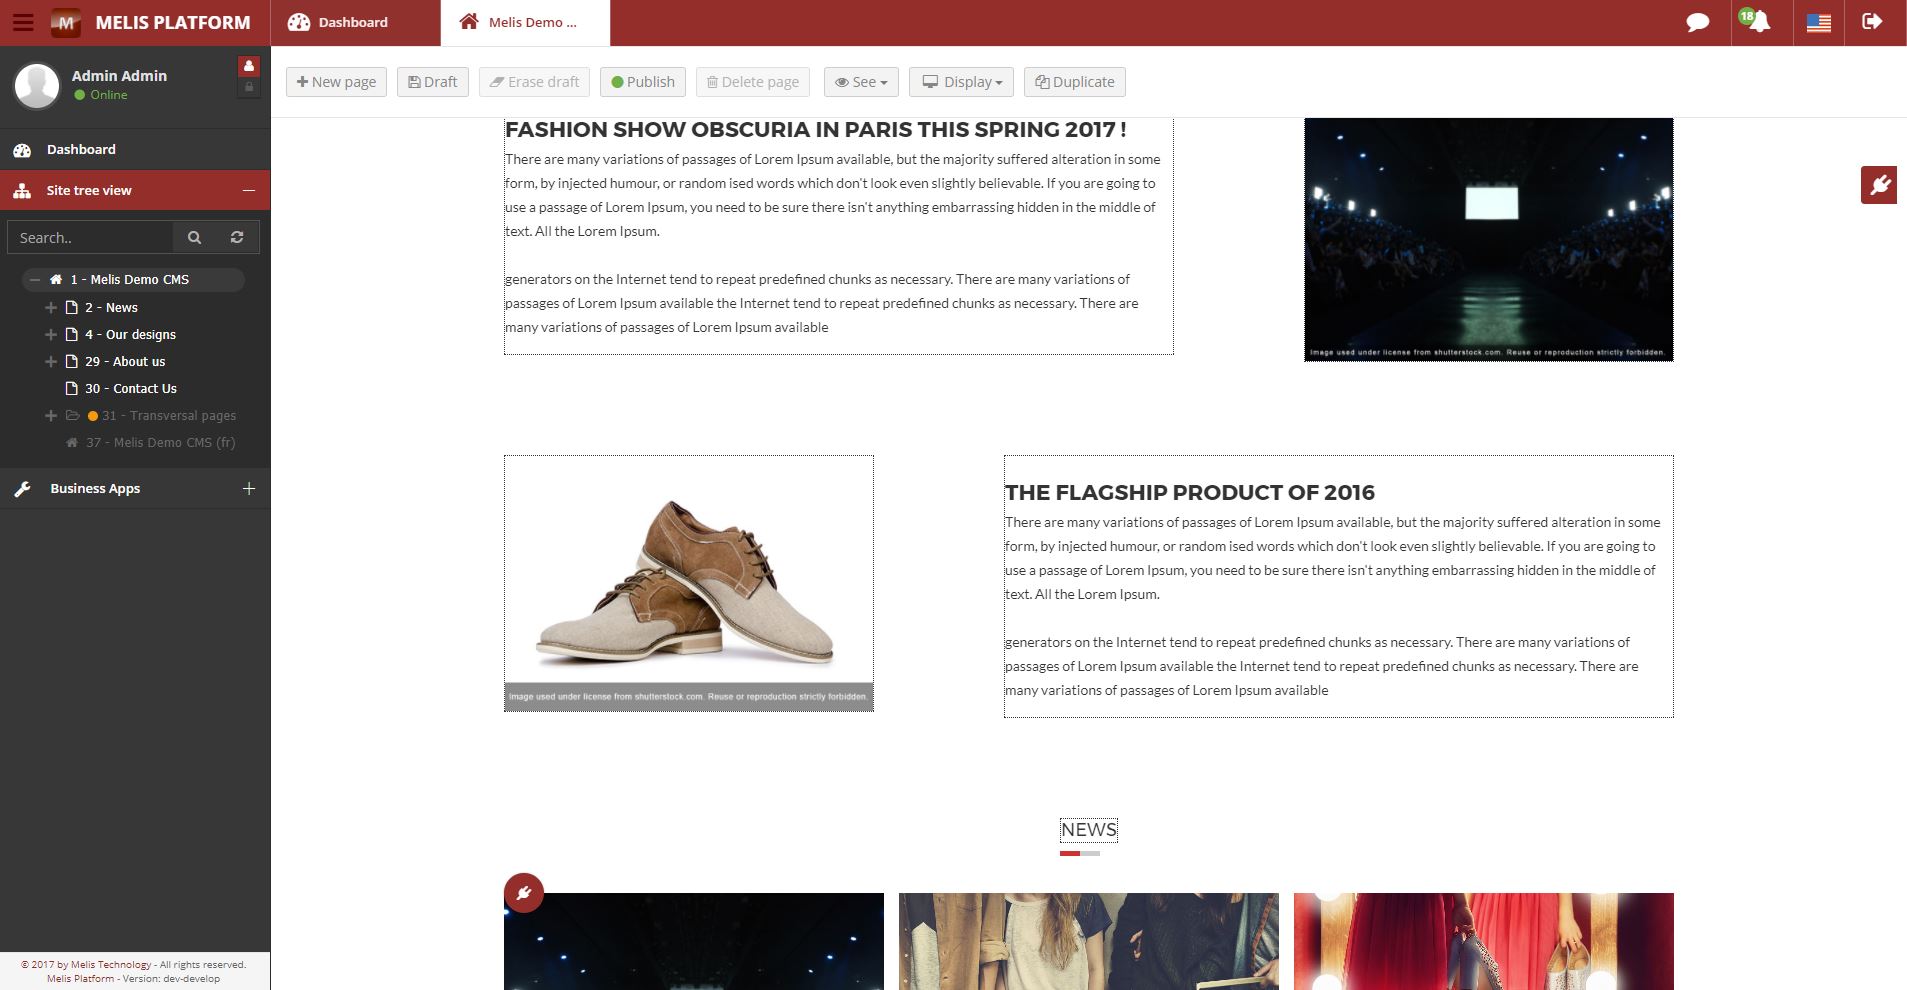 M MELIS PLATFORM
Dashboard
Melis Demo ...
18
Admin Admin
Online
Dashboard
Site tree view
Search..
1 - Melis Demo CMS
2 - News
4 - Our designs
29 - About us
30 - Contact Us
31 - Transversal pages
37 - Melis Demo CMS (fr)
Business Apps
© 2017 by Melis Technology - All rights reserved.
Melis Platform - Version: dev-develop
New page
Draft
Erase draft
Publish
Delete page
See
Display
Duplicate
FASHION SHOW OBSCURIA IN PARIS THIS SPRING 2017 !
There are many variations of passages of Lorem Ipsum available, but the majority suffered alteration in some
form, by injected humour, or random ised words which don't look even slightly believable. If you are going to
use a passage of Lorem Ipsum, you need to be sure there isn't anything embarrassing hidden in the middle of
text. All the Lorem Ipsum.
generators on the Internet tend to repeat predefined chunks as necessary. There are many variations of
passages of Lorem Ipsum available the Internet tend to repeat predefined chunks as necessary. There are
many variations of passages of Lorem Ipsum available
Image used under license from shutterstock.com. Reuse or reproduction strictly forbidden.
Image used under license from shutterstock.com. Reuse or reproduction strictly forbidden.
THE FLAGSHIP PRODUCT OF 2016
There are many variations of passages of Lorem Ipsum available, but the majority suffered alteration in some
form, by injected humour, or random ised words which don't look even slightly believable. If you are going to
use a passage of Lorem Ipsum, you need to be sure there isn't anything embarrassing hidden in the middle of
text. All the Lorem Ipsum.
generators on the Internet tend to repeat predefined chunks as necessary. There are many variations of
passages of Lorem Ipsum available the Internet tend to repeat predefined chunks as necessary. There are
many variations of passages of Lorem Ipsum available
NEWS